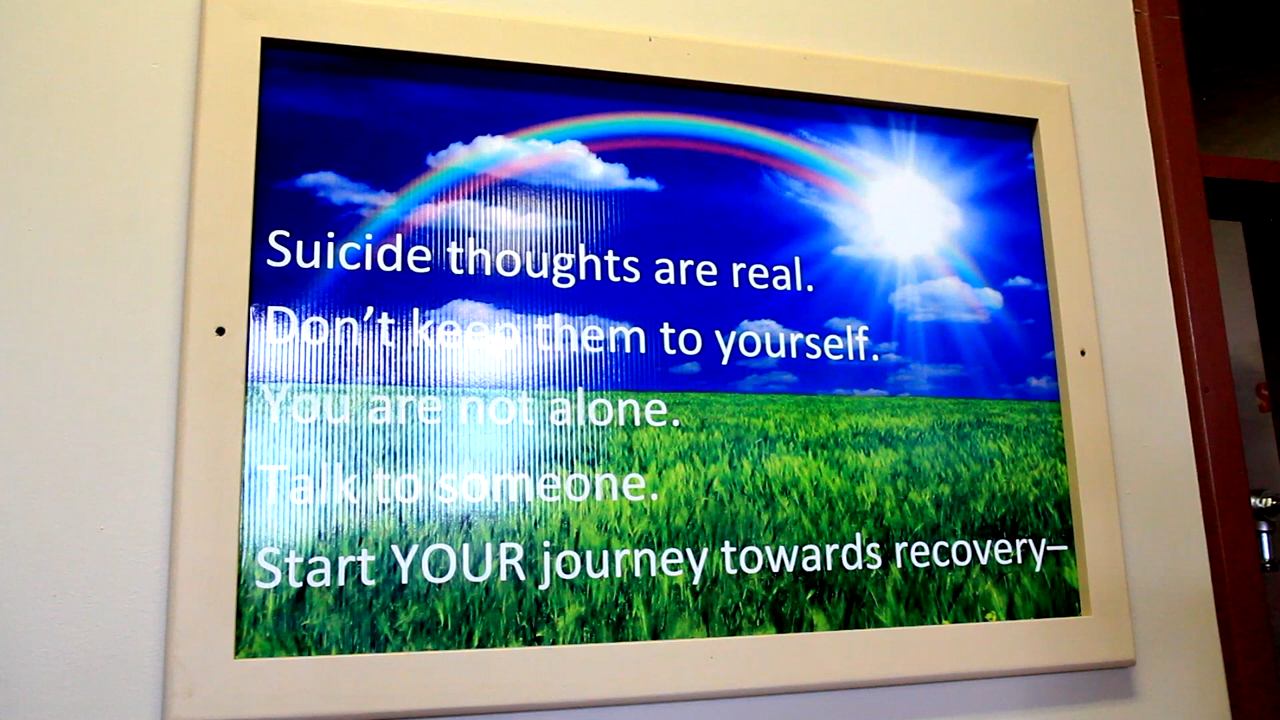 Suicide thoughts are real.
Don't keep them to yourself.
You are not alone.
Talk to someone.
Start YOUR journey towards recovery–